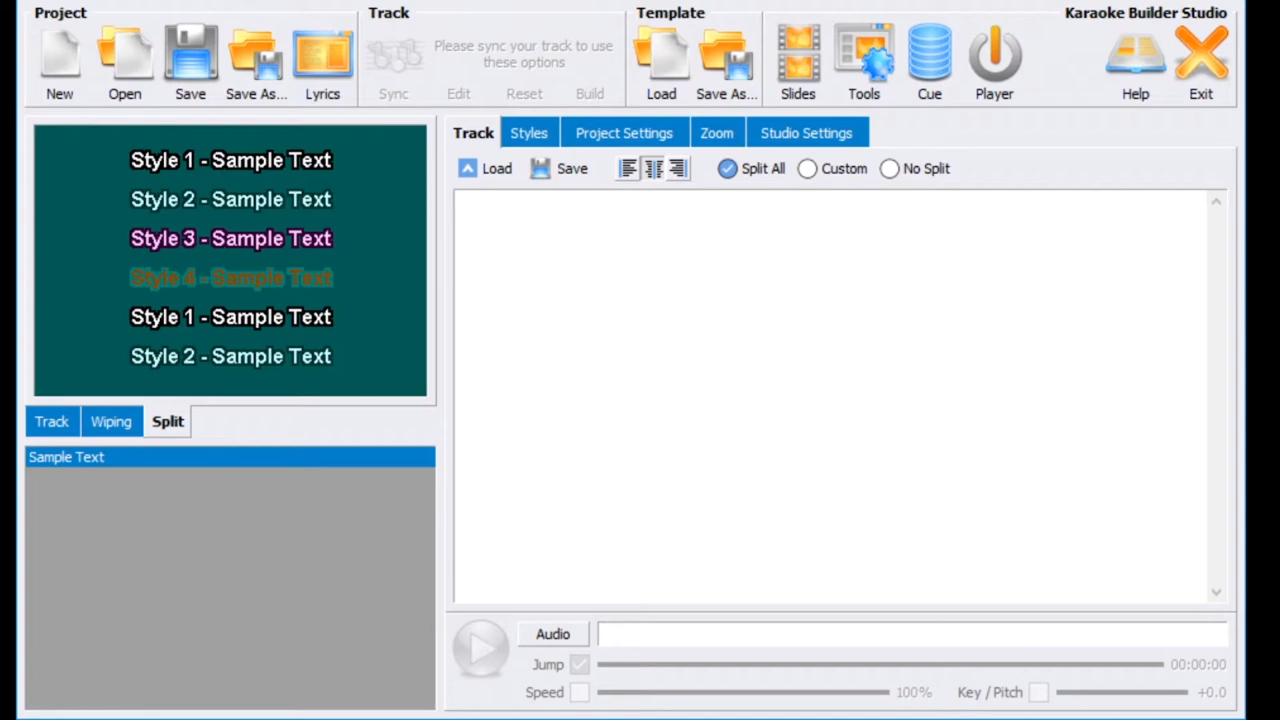 Project Track Template Karaoke Builder Studio
Please sync your track to use
these options
New Open Save Save As... Lyrics Sync Edit Reset Build Load Save As... Slides Tools Cue Player Help Exit
Style 1 - Sample Text
Style 2 - Sample Text
Style 3 - Sample Text
Style 4 - Sample Text
Style 1 - Sample Text
Style 2 - Sample Text
Track Wiping Split
Sample Text
Track Styles Project Settings Zoom Studio Settings
Load Save Split All Custom No Split
Audio
Jump 00:00:00
Speed 100% Key / Pitch +0.0